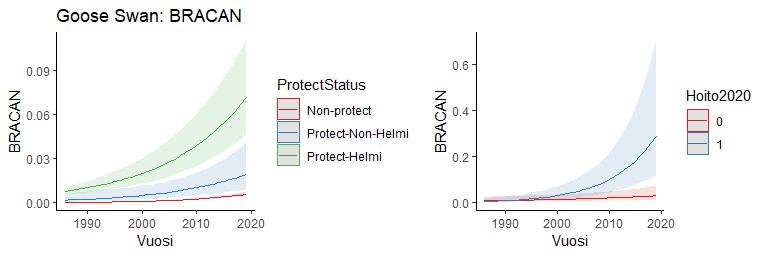 Goose Swan: BRACAN
BRACAN
0.09
0.06
0.03
0.00
1990 2000 2010 2020
Vuosi
ProtectStatus
Non-protect
Protect-Non-Helmi
Protect-Helmi
BRACAN
0.6
0.4
0.2
0.0
1990 2000 2010 2020
Vuosi
Hoito2020
0
1